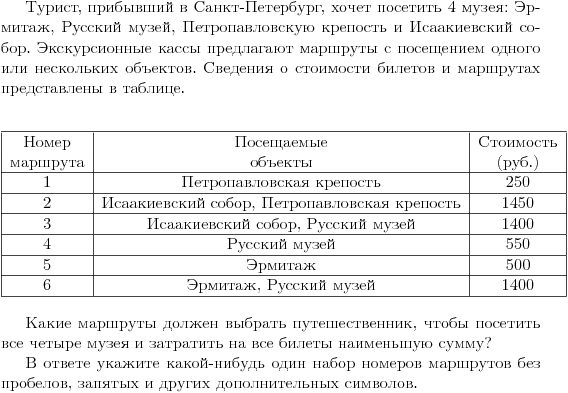 Турист, прибывший в Санкт-Петербург, хочет посетить 4 музея: Эр-
митаж, Русский музей, Петропавловскую крепость и Исаакиевский со-
бор. Экскурсионные кассы предлагают маршруты с посещением одного
или нескольких объектов. Сведения о стоимости билетов и маршрутах
представлены в таблице.
Номер маршрута Посещаемые объекты Стоимость (руб.)
1 Петропавловская крепость 250
2 Исаакиевский собор, Петропавловская крепость 1450
3 Исаакиевский собор, Русский музей 1400
4 Русский музей 550
5 Эрмитаж 500
6 Эрмитаж, Русский музей 1400
Какие маршруты должен выбрать путешественник, чтобы посетить
все четыре музея и затратить на все билеты наименьшую сумму?
В ответе укажите какой-нибудь один набор номеров маршрутов без
пробелов, запятых и других дополнительных символов.